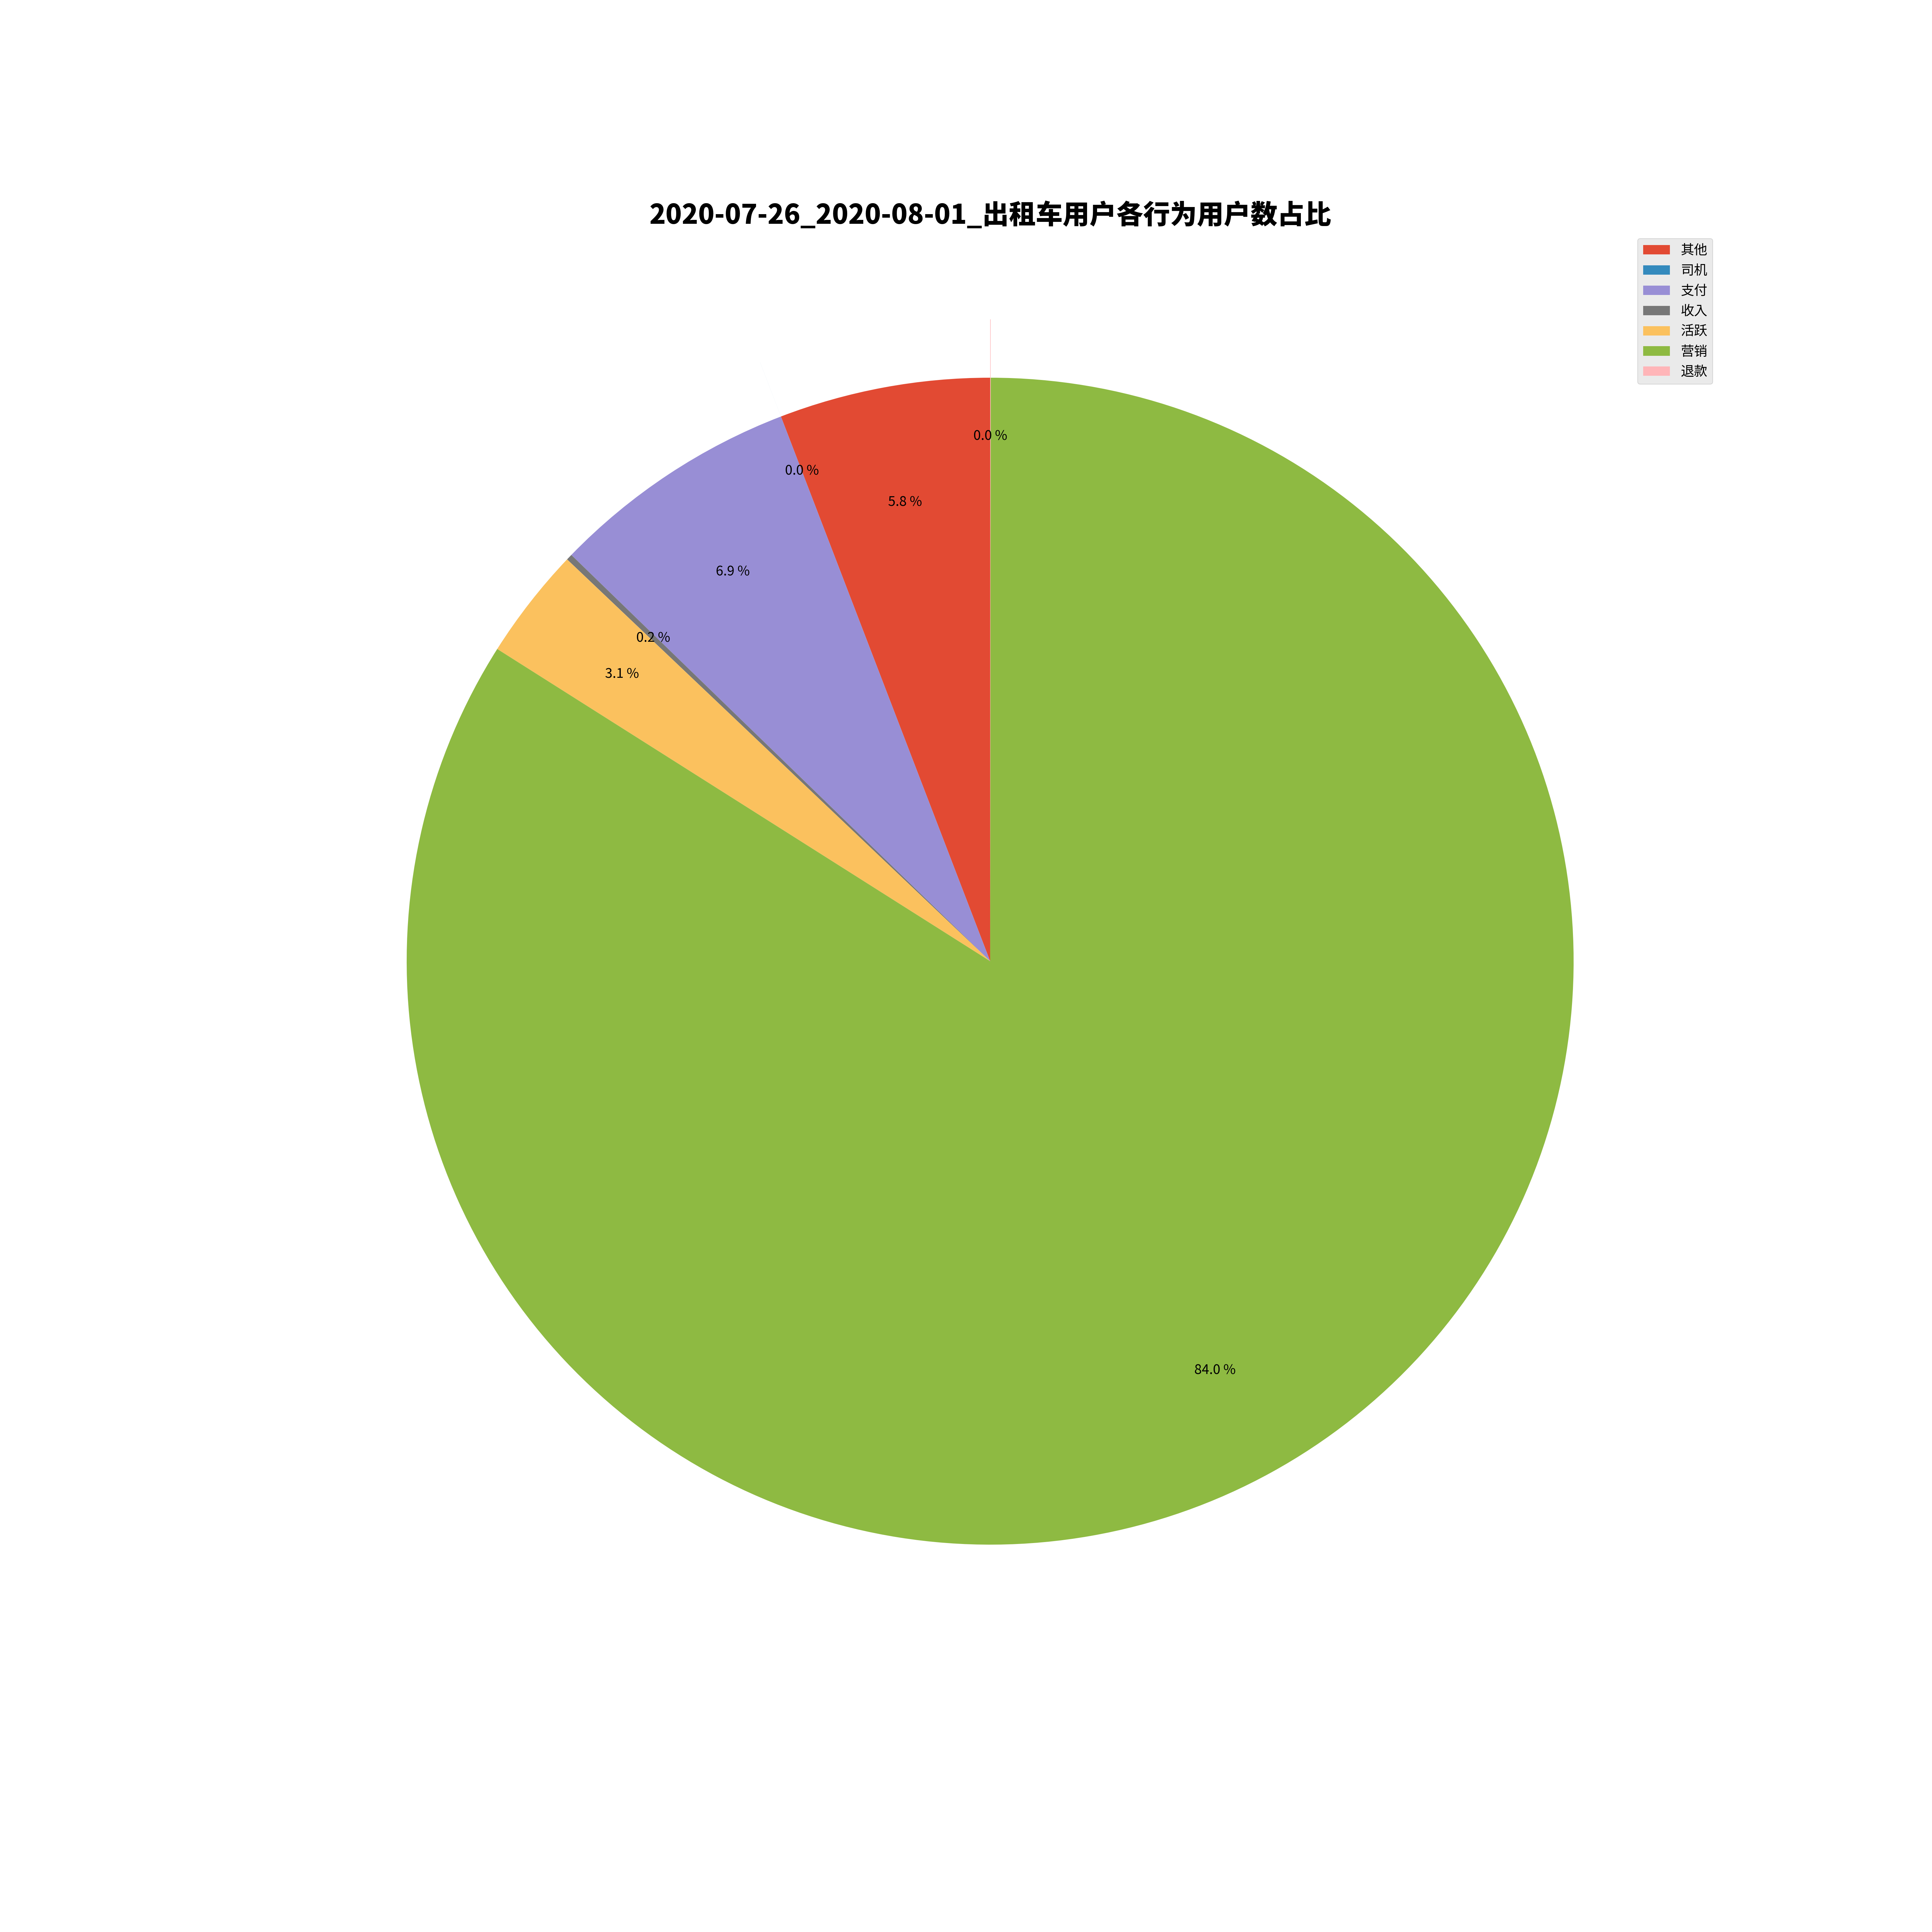 2020-07-26_2020-08-01_出租车用户各行为用户数占比
其他
司机
支付
收入
活跃
营销
退款
0.0 %
0.0 %
5.8 %
6.9 %
0.2 %
3.1 %
84.0 %